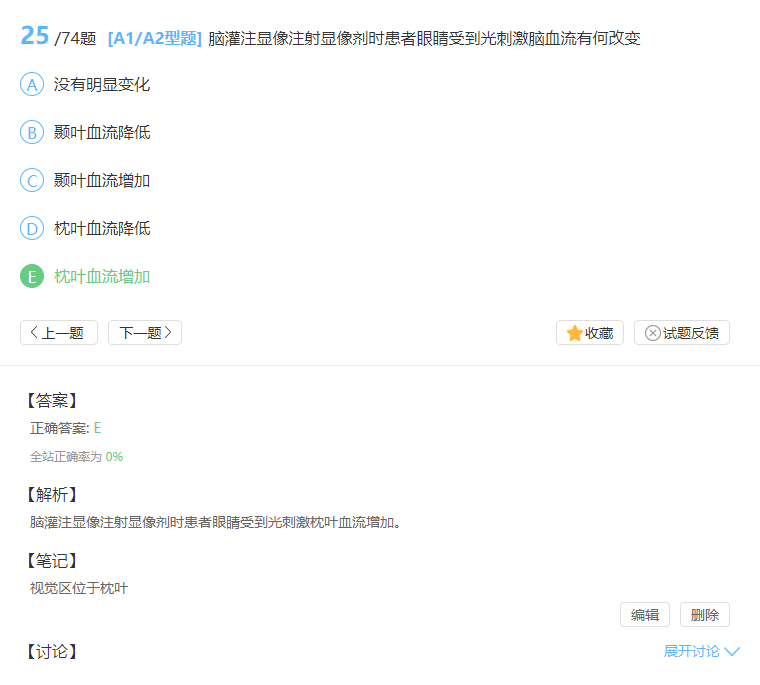 25 /74题 [A1/A2型题] 脑灌注显像注射显像剂时患者眼睛受到光刺激脑血流有何改变
A 没有明显变化
B 颞叶血流降低
C 颞叶血流增加
D 枕叶血流降低
E 枕叶血流增加
上一题 下一题 收藏 试题反馈
【答案】
正确答案: E
全站正确率为 0%
【解析】
脑灌注显像注射显像剂时患者眼睛受到光刺激枕叶血流增加。
【笔记】
视觉区位于枕叶
编辑 删除
【讨论】 展开讨论